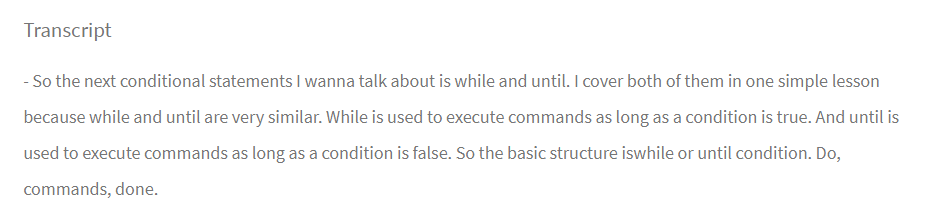 Transcript
- So the next conditional statements I wanna talk about is while and until. I cover both of them in one simple lesson
because while and until are very similar. While is used to execute commands as long as a condition is true. And until is
used to execute commands as long as a condition is false. So the basic structure iswhile or until condition. Do,
commands, done.